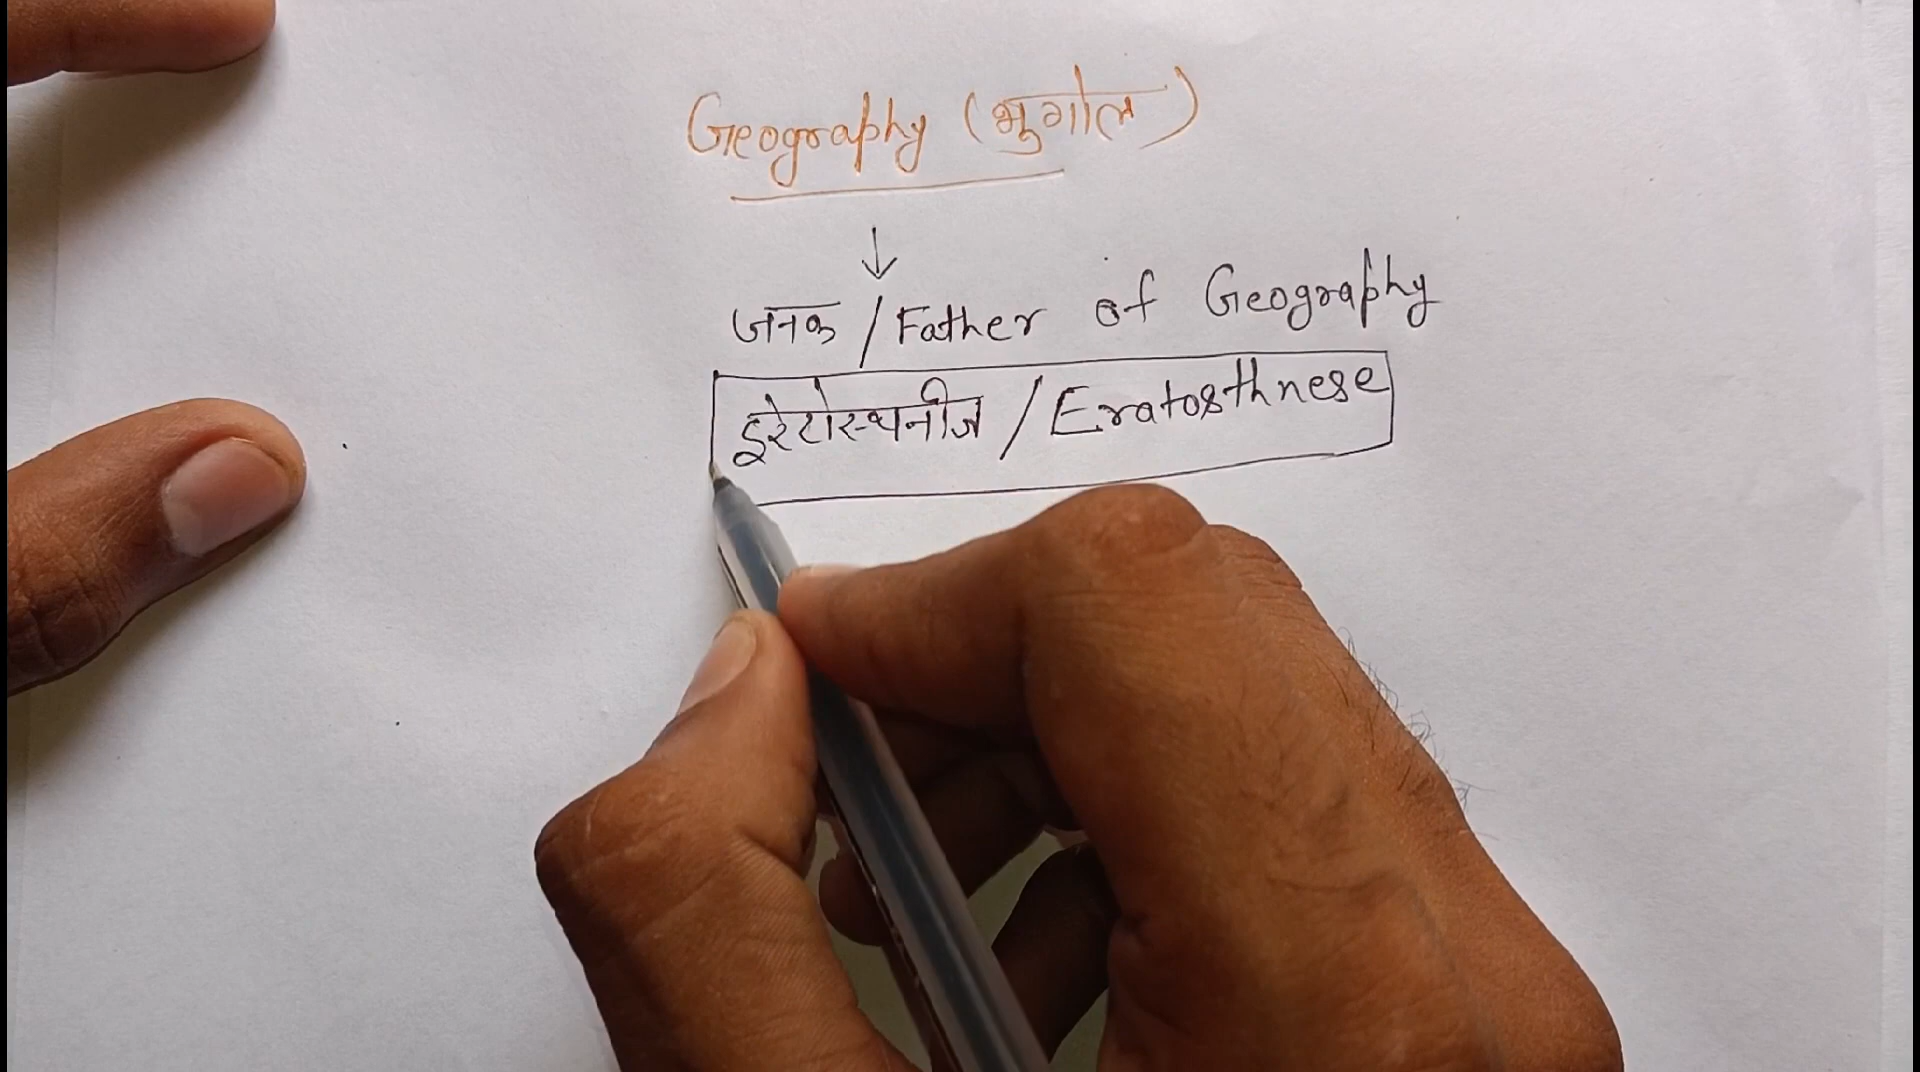 Geography (भुगोल)
↓
जनक / Father of Geography
इरेटोस्थनीज / Eratosthnese